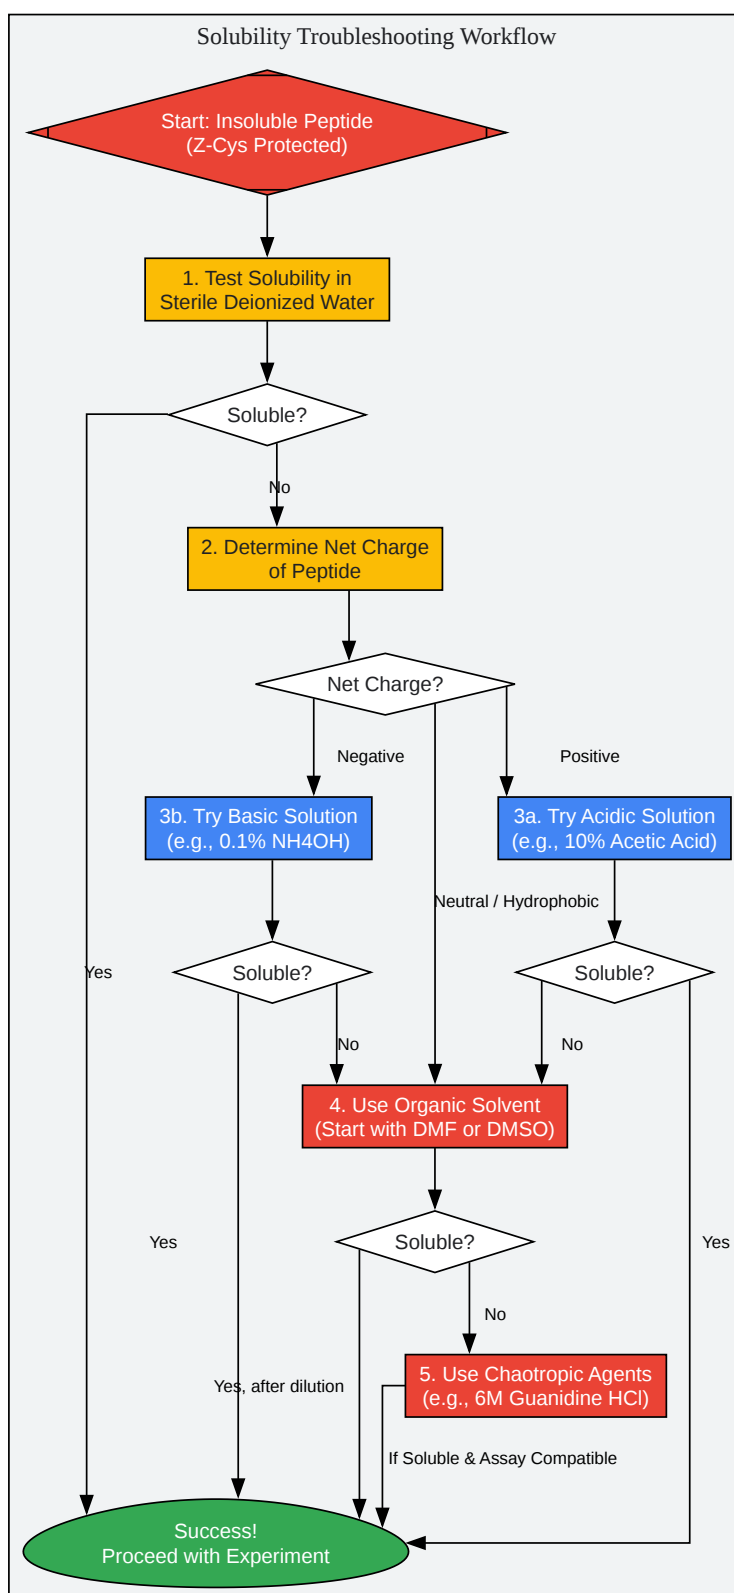 Solubility Troubleshooting Workflow
Start: Insoluble Peptide
(Z-Cys Protected)
1. Test Solubility in
Sterile Deionized Water
Soluble?
No
2. Determine Net Charge
of Peptide
Net Charge?
Negative
Positive
3b. Try Basic Solution
(e.g., 0.1% NH4OH)
3a. Try Acidic Solution
(e.g., 10% Acetic Acid)
Neutral / Hydrophobic
Yes
Soluble?
Soluble?
No
No
4. Use Organic Solvent
(Start with DMF or DMSO)
Yes
Soluble?
Yes
No
5. Use Chaotropic Agents
(e.g., 6M Guanidine HCl)
Yes, after dilution
If Soluble & Assay Compatible
Success!
Proceed with Experiment